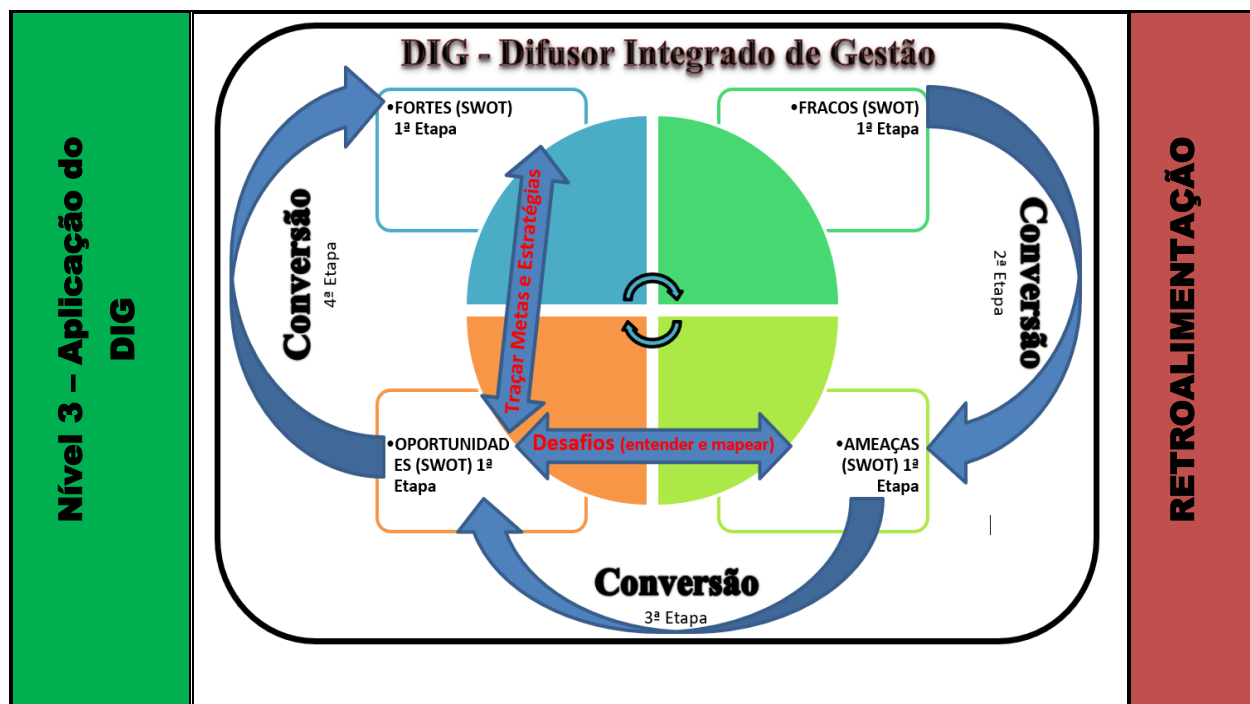 Nível 3 – Aplicação do
DIG
DIG - Difusor Integrado de Gestão
•FORTES (SWOT)
1ª Etapa
•FRACOS (SWOT)
1ª Etapa
Conversão
4ª Etapa
Traçar Metas e Estratégias
Conversão
2ª Etapa
•OPORTUNIDAD
ES (SWOT) 1ª
Etapa
Desafios (entender e mapear)
•AMEAÇAS
(SWOT) 1ª
Etapa
Conversão
3ª Etapa
RETROALIMENTAÇÃO